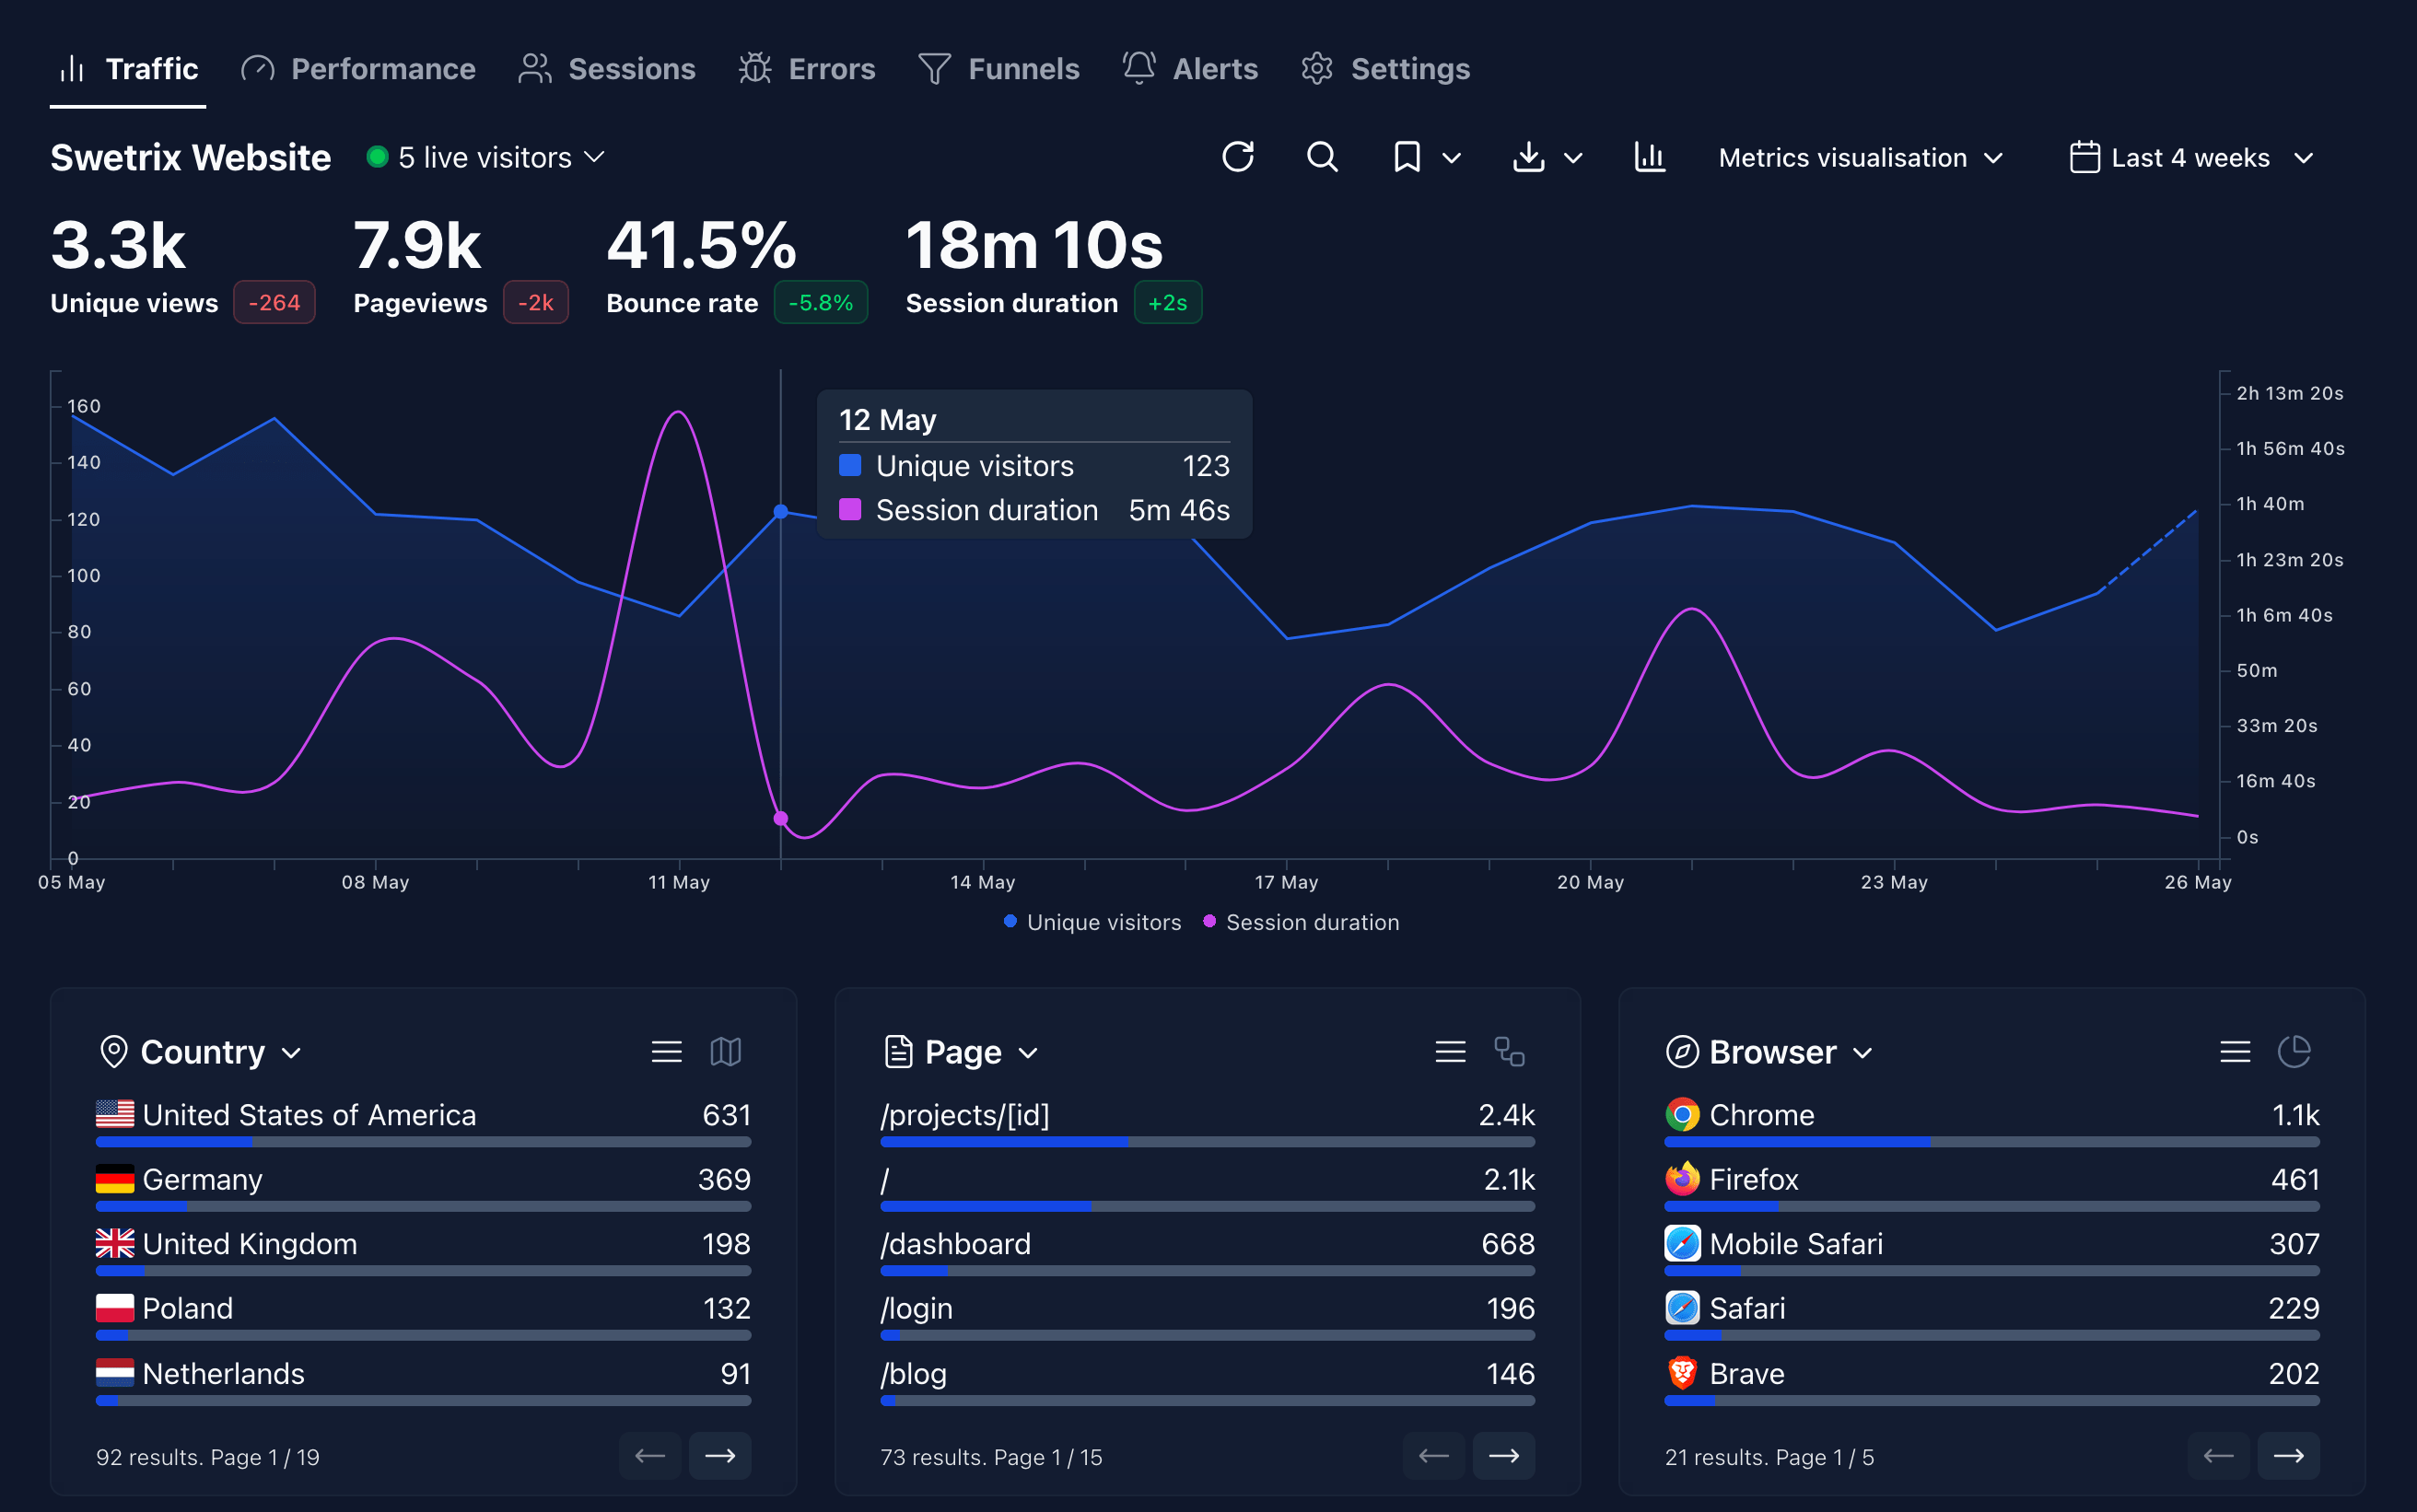 Traffic Performance Sessions Errors Funnels Alerts Settings
Swetrix Website 5 live visitors Metrics visualisation Last 4 weeks
3.3k 7.9k 41.5% 18m 10s
Unique views -264 Pageviews -2k Bounce rate -5.8% Session duration +2s
12 May
Unique visitors 123
Session duration 5m 46s
160
140
120
100
80
60
40
20
0
2h 13m 20s
1h 56m 40s
1h 40m
1h 23m 20s
1h 6m 40s
50m
33m 20s
16m 40s
0s
05 May 08 May 11 May 14 May 17 May 20 May 23 May 26 May
Unique visitors Session duration
Country
United States of America 631
Germany 369
United Kingdom 198
Poland 132
Netherlands 91
92 results. Page 1 / 19
Page
/projects/[id] 2.4k
/ 2.1k
/dashboard 668
/login 196
/blog 146
73 results. Page 1 / 15
Browser
Chrome 1.1k
Firefox 461
Mobile Safari 307
Safari 229
Brave 202
21 results. Page 1 / 5